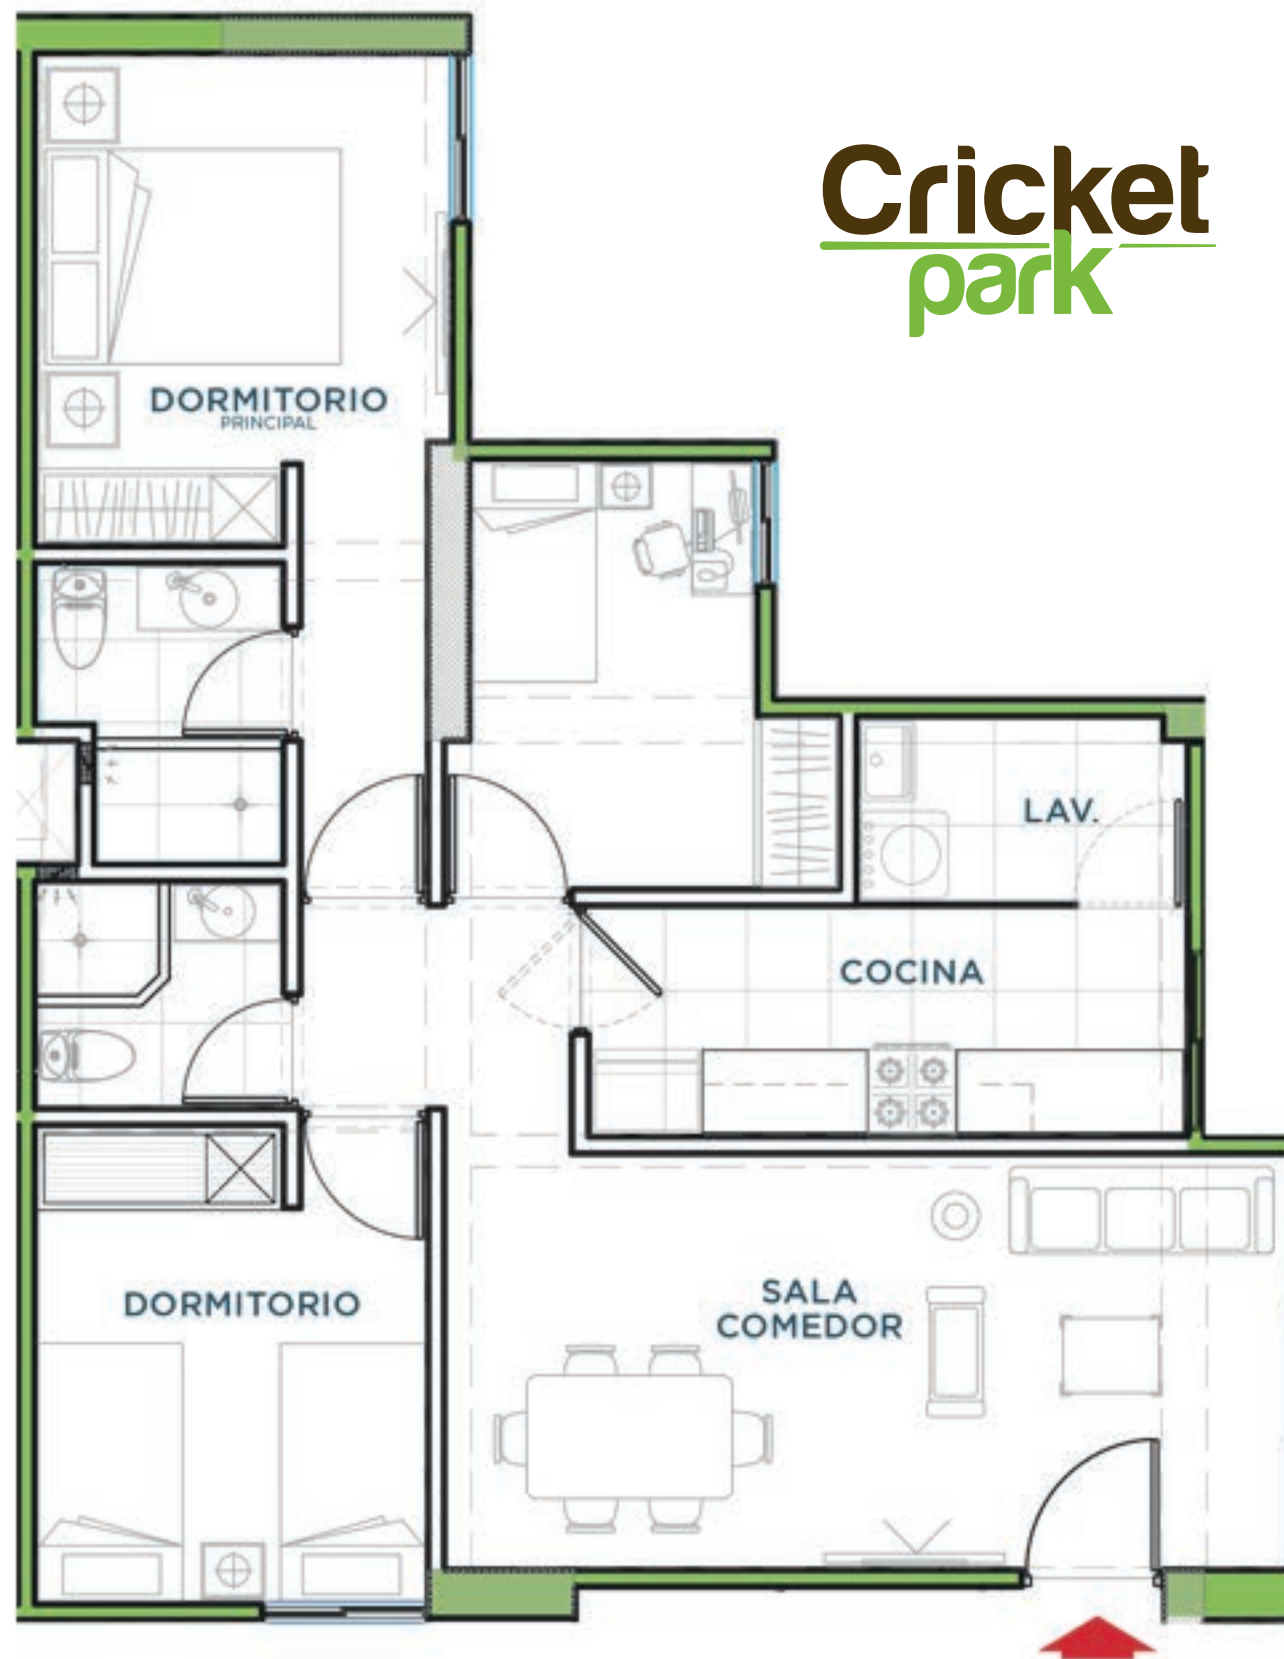 Cricket
park
DORMITORIO
PRINCIPAL
LAV.
COCINA
DORMITORIO
SALA
COMEDOR